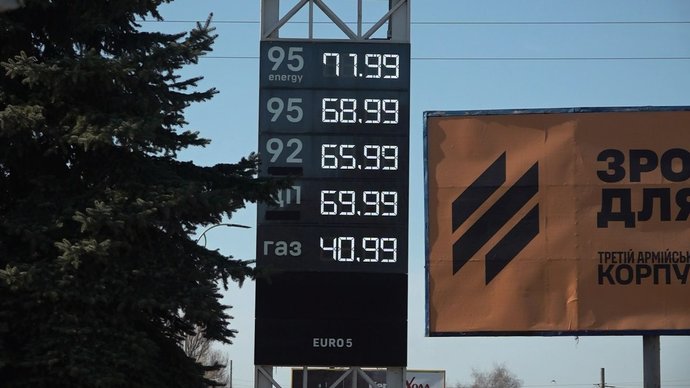 95 71.99
energy
95 68.99
92 65.99
ДП 69.99
ГАЗ 40.99
EURO 5
ЗРО
ДЛЯ
ТРЕТІЙ АРМІЙСЬ
КОРПУ